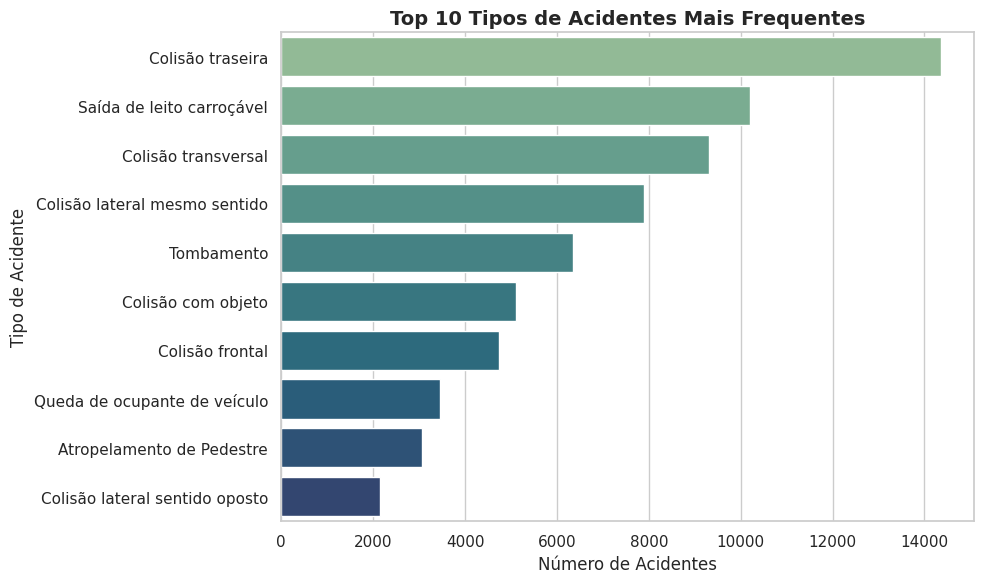 Top 10 Tipos de Acidentes Mais Frequentes
Colisão traseira
Saída de leito carroçável
Colisão transversal
Colisão lateral mesmo sentido
Tombamento
Colisão com objeto
Colisão frontal
Queda de ocupante de veículo
Atropelamento de Pedestre
Colisão lateral sentido oposto
Tipo de Acidente
0 2000 4000 6000 8000 10000 12000 14000
Número de Acidentes